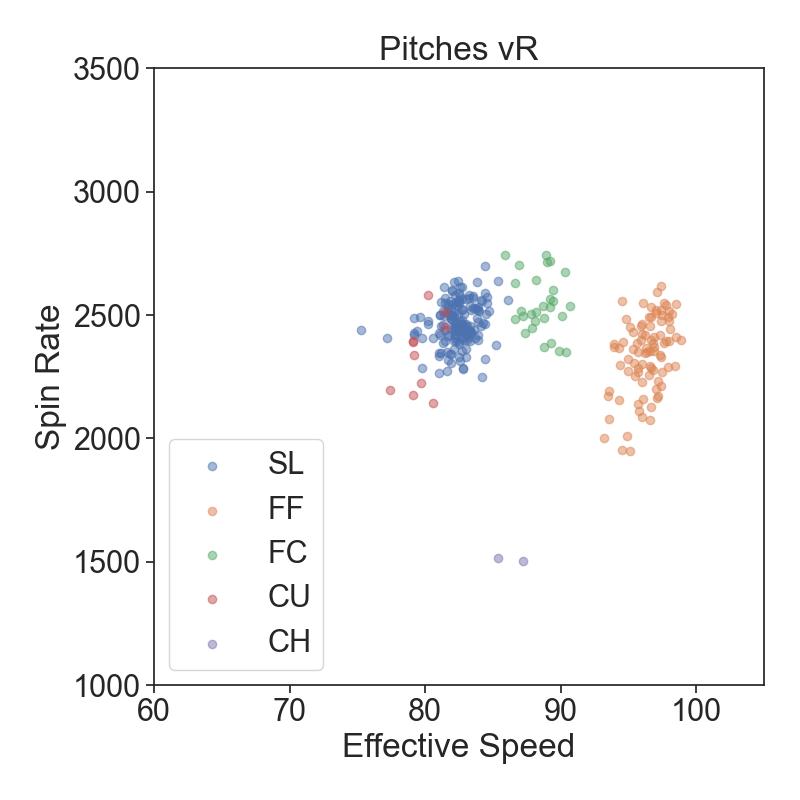 Pitches vR
3500
3000
2500
2000
1500
1000
Spin Rate
SL
FF
FC
CU
CH
60 70 80 90 100
Effective Speed